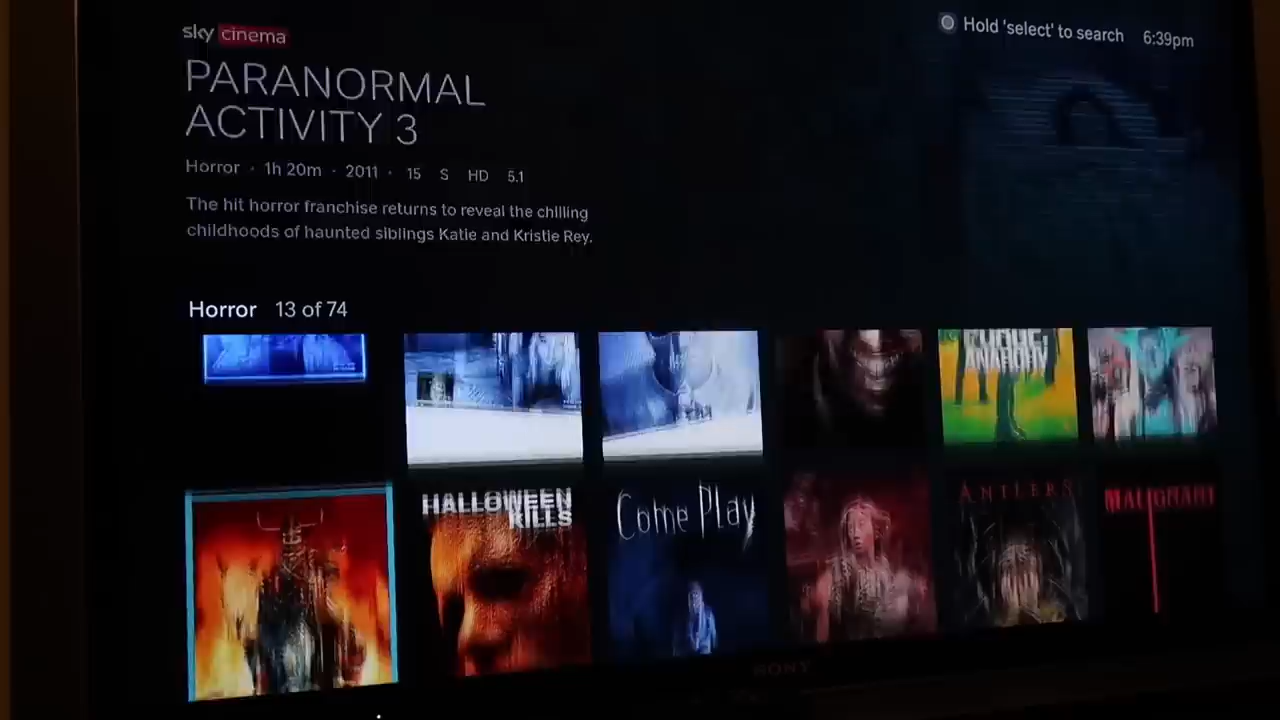 sky cinema
Hold 'select' to search 6:39pm
PARANORMAL
ACTIVITY 3
Horror · 1h 20m · 2011 · 15 S HD 5.1
The hit horror franchise returns to reveal the chilling
childhoods of haunted siblings Katie and Kristie Rey.
Horror 13 of 74
ANARCHY
HALLOWEEN
KILLS
Come Play
ANTLERS
MALIGNANT
SONY